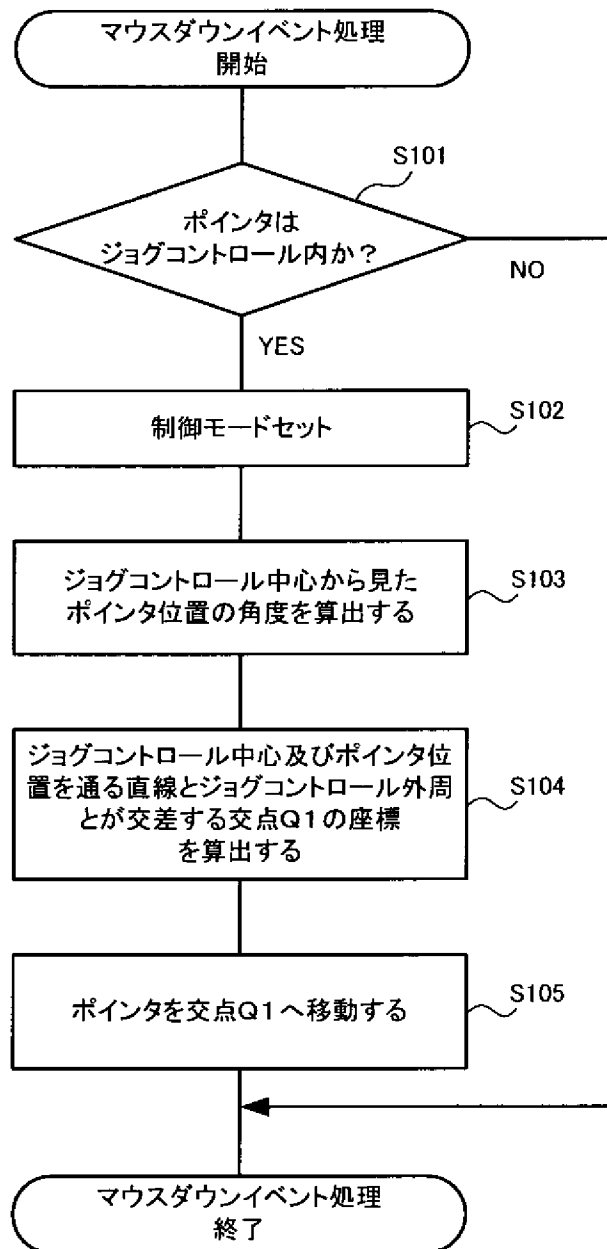 マウスダウンイベント処理
開始
S101
ポインタは
ジョグコントロール内か？
NO
YES
制御モードセット
S102
ジョグコントロール中心から見た
ポインタ位置の角度を算出する
S103
ジョグコントロール中心及びポインタ位
置を通る直線とジョグコントロール外周
とが交差する交点Q1の座標
を算出する
S104
ポインタを交点Q1へ移動する
S105
マウスダウンイベント処理
終了